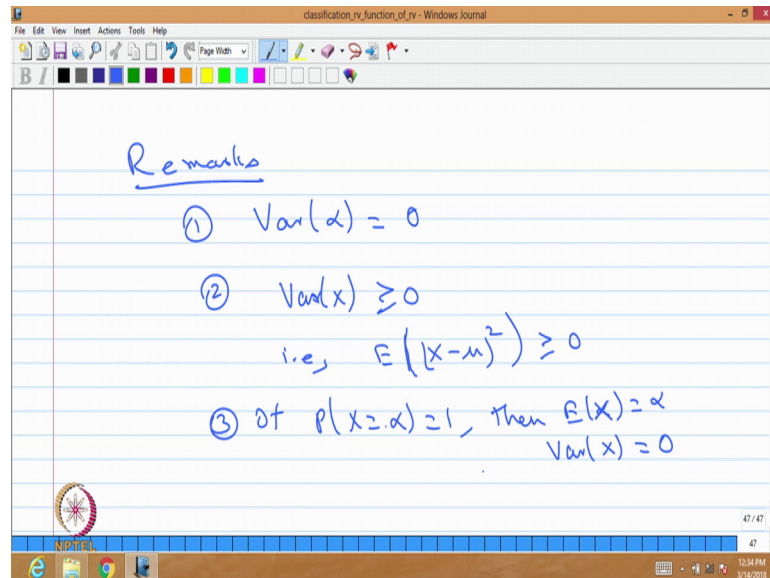 classification_rv_function_of_rv - Windows Journal
File Edit View Insert Actions Tools Help
Page Width
B I
Remarks
① Var(α) = 0
② Var(X) ≥ 0
i.e., E((X-μ)²) ≥ 0
③ If P(X=α)=1, then E(X)=α
Var(X) = 0
47/47
NPTEL
47
12:34 PM
3/14/2018